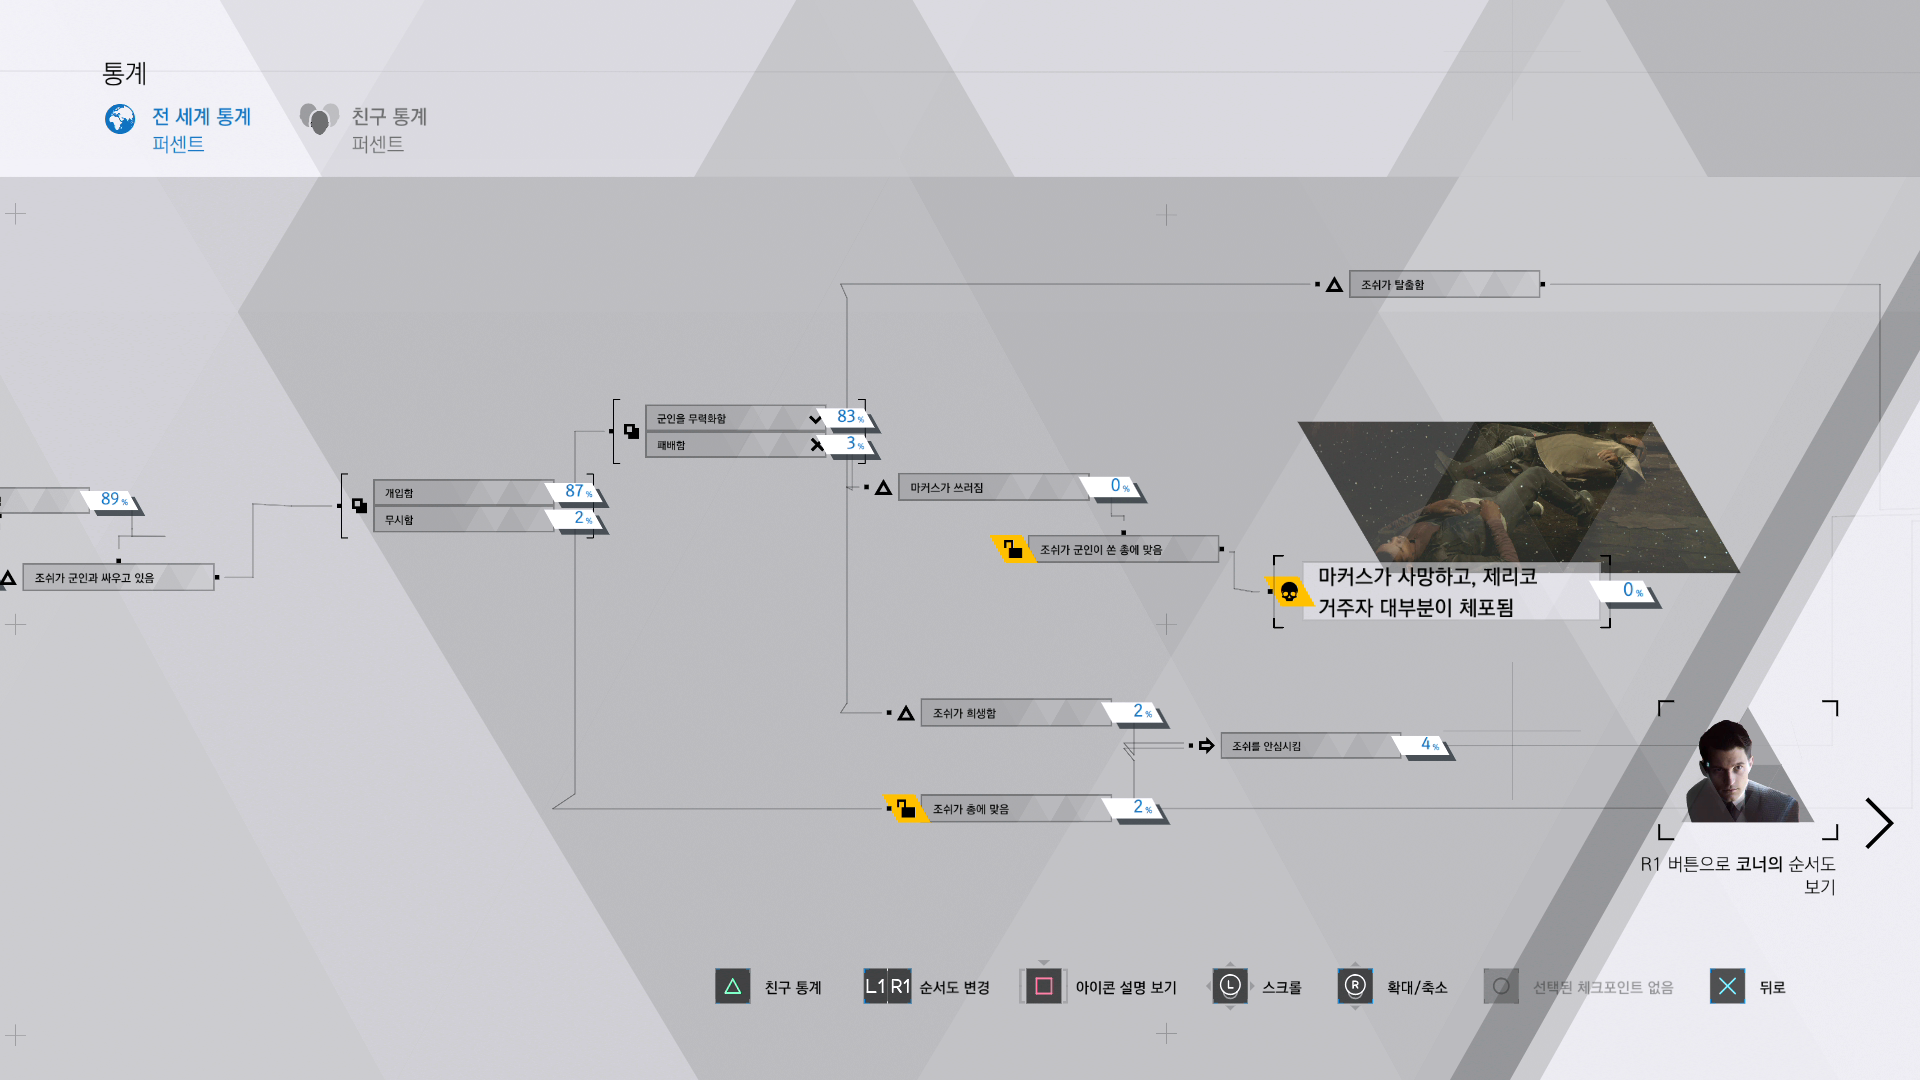 통계
전 세계 통계
퍼센트
친구 통계
퍼센트
조쉬가 탈출함
군인을 무력화함 83%
패배함 3%
89%
개입함 87%
무시함 2%
마커스가 쓰러짐 0%
조쉬가 군인이 쏜 총에 맞음
조쉬가 군인과 싸우고 있음
마커스가 사망하고, 제리코
거주자 대부분이 체포됨
0%
조쉬가 희생함 2%
조쉬를 안심시킴 4%
조쉬가 총에 맞음 2%
R1 버튼으로 코너의 순서도
보기
친구 통계
L1 R1 순서도 변경
아이콘 설명 보기
L 스크롤
R 확대/축소
선택된 체크포인트 없음
뒤로